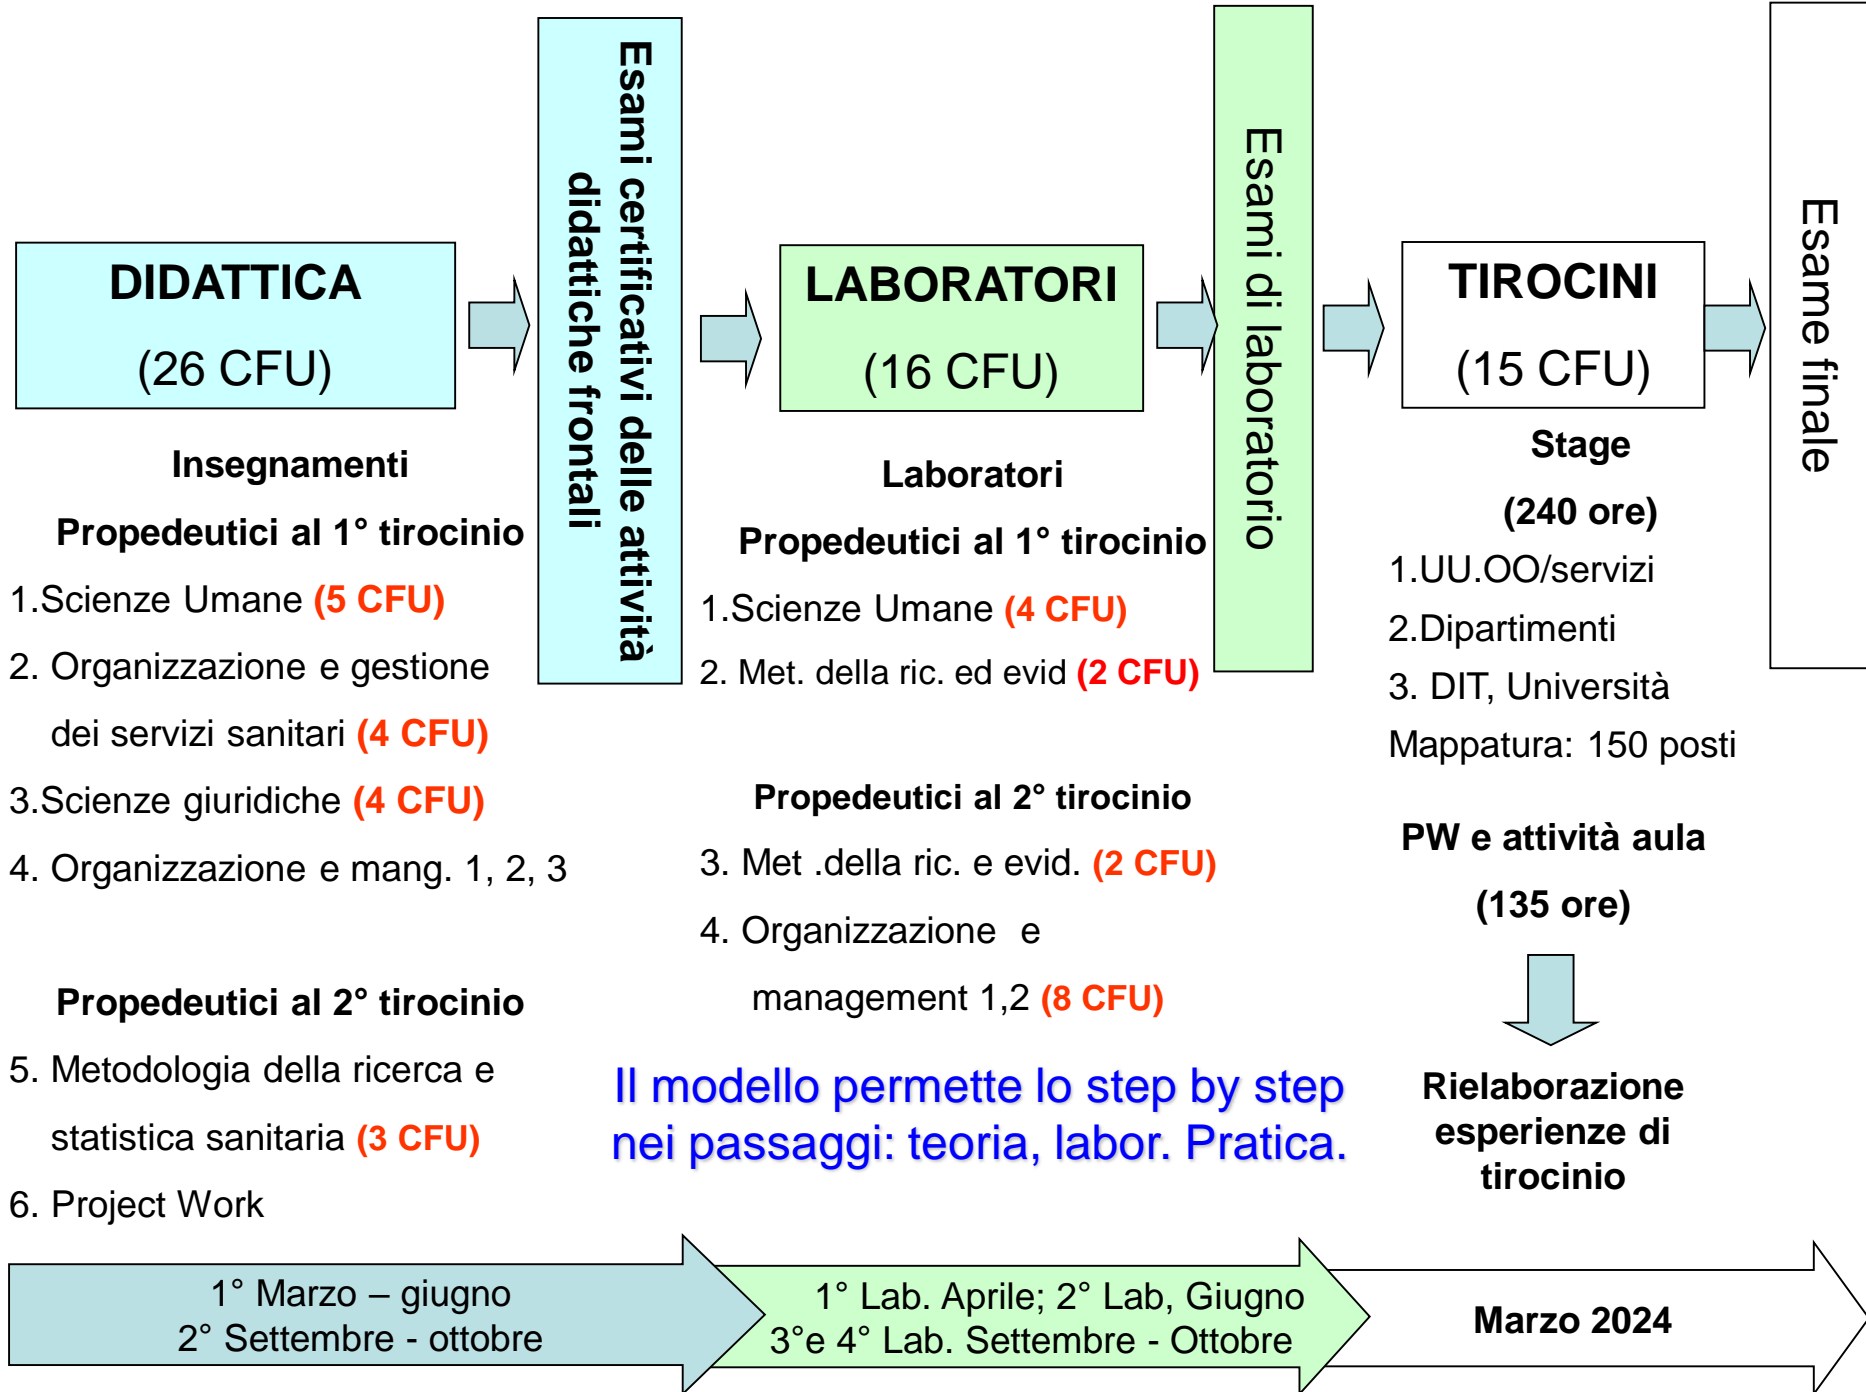 DIDATTICA
(26 CFU)
Insegnamenti
Propedeutici al 1° tirocinio
1.Scienze Umane (5 CFU)
2. Organizzazione e gestione
dei servizi sanitari (4 CFU)
3.Scienze giuridiche (4 CFU)
4. Organizzazione e mang. 1, 2, 3
Propedeutici al 2° tirocinio
5. Metodologia della ricerca e
statistica sanitaria (3 CFU)
6. Project Work
Esami certificativi delle attività
didattiche frontali
LABORATORI
(16 CFU)
Laboratori
Propedeutici al 1° tirocinio
1.Scienze Umane (4 CFU)
2. Met. della ric. ed evid (2 CFU)
Propedeutici al 2° tirocinio
3. Met .della ric. e evid. (2 CFU)
4. Organizzazione e
management 1,2 (8 CFU)
Il modello permette lo step by step
nei passaggi: teoria, labor. Pratica.
Esami di laboratorio
TIROCINI
(15 CFU)
Stage
(240 ore)
1.UU.OO/servizi
2.Dipartimenti
3. DIT, Università
Mappatura: 150 posti
PW e attività aula
(135 ore)
Rielaborazione
esperienze di
tirocinio
Esame finale
1° Marzo – giugno
2° Settembre - ottobre
1° Lab. Aprile; 2° Lab, Giugno
3°e 4° Lab. Settembre - Ottobre
Marzo 2024